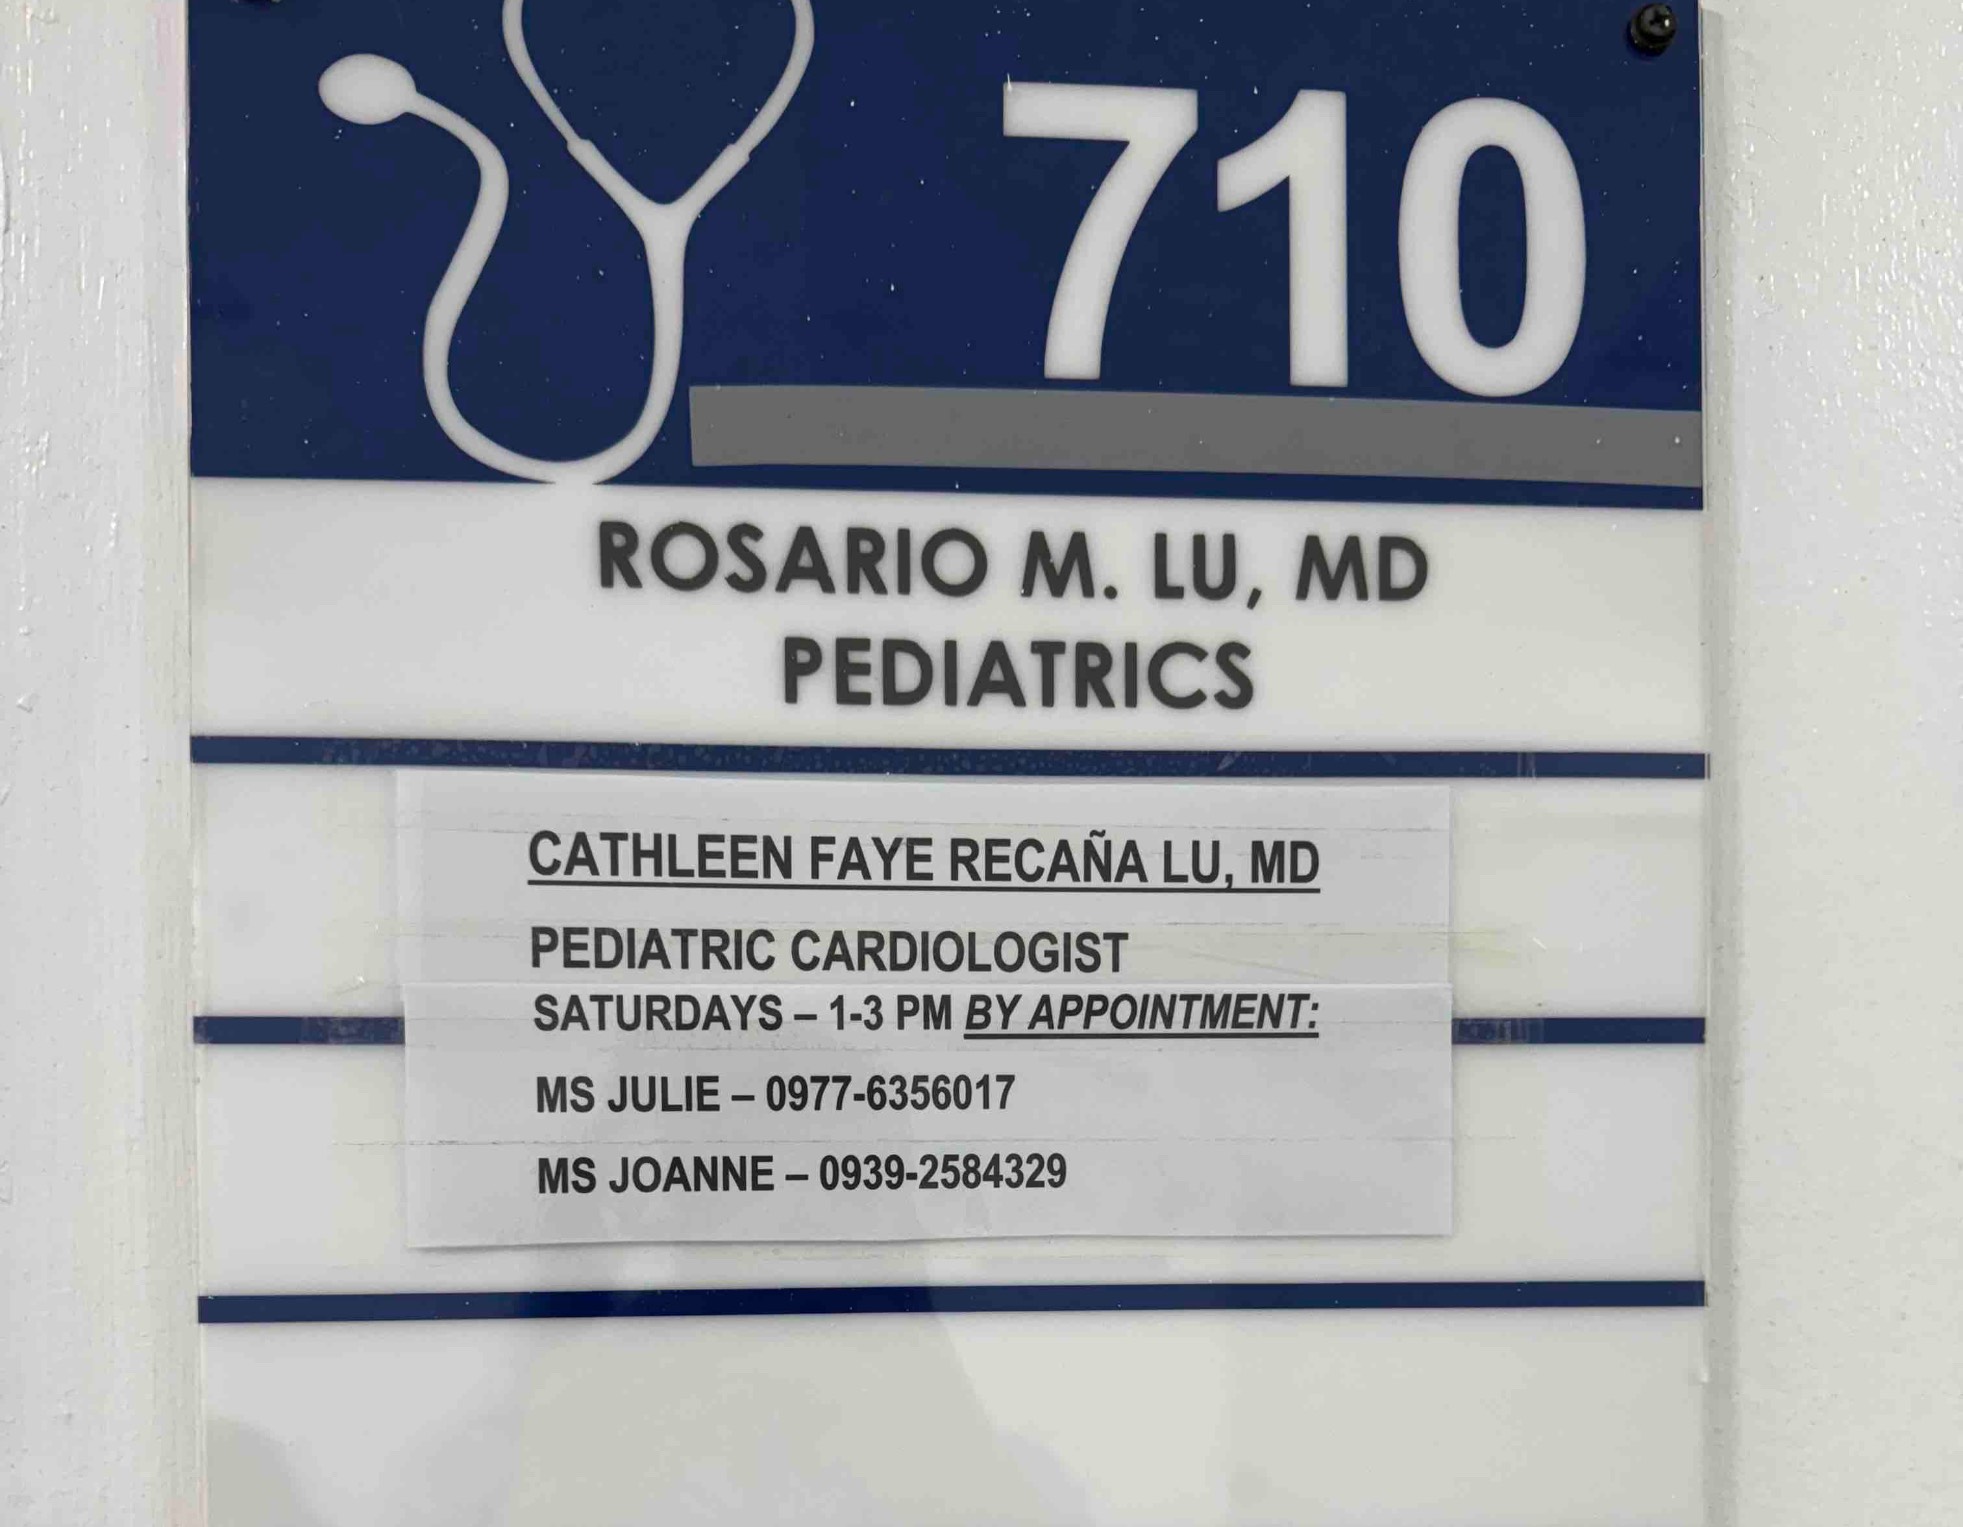 710
ROSARIO M. LU, MD
PEDIATRICS
CATHLEEN FAYE RECAÑA LU, MD
PEDIATRIC CARDIOLOGIST
SATURDAYS – 1-3 PM BY APPOINTMENT:
MS JULIE – 0977-6356017
MS JOANNE – 0939-2584329